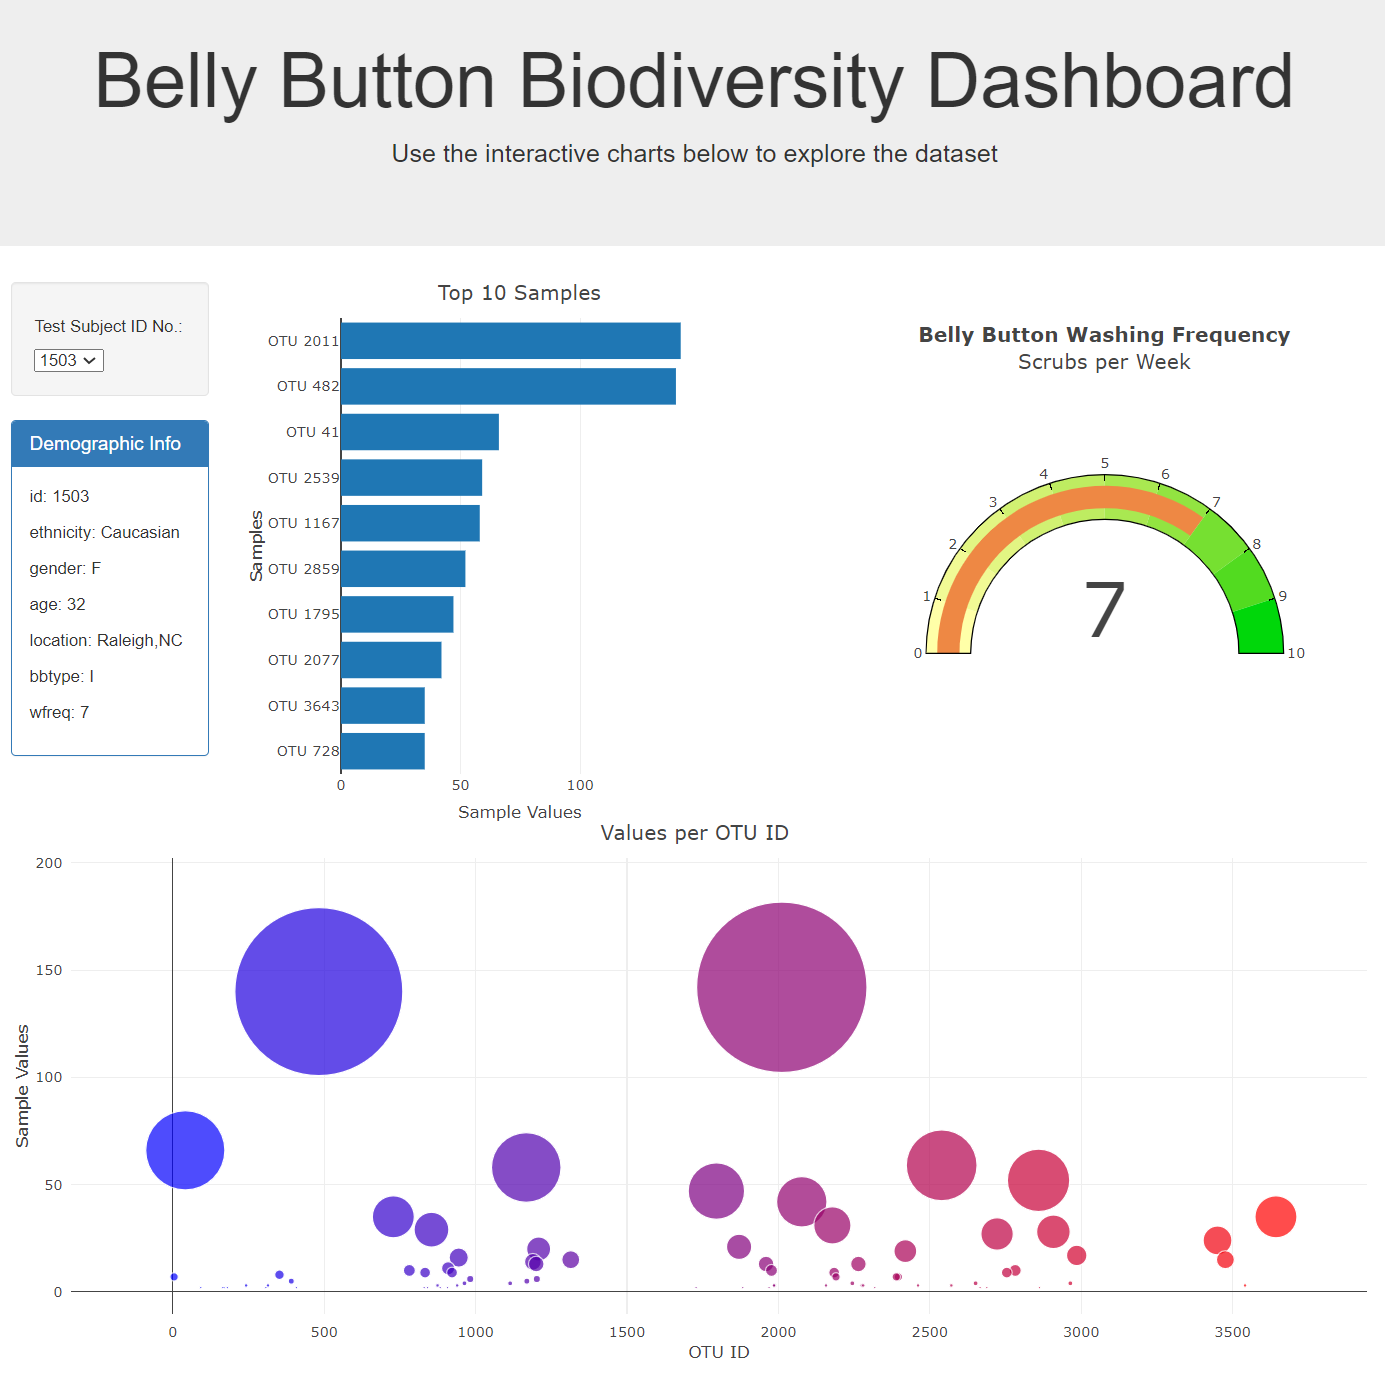 Belly Button Biodiversity Dashboard
Use the interactive charts below to explore the dataset
Test Subject ID No.:
1503
Demographic Info
id: 1503
ethnicity: Caucasian
gender: F
age: 32
location: Raleigh,NC
bbtype: I
wfreq: 7
Top 10 Samples
Samples
OTU 2011
OTU 482
OTU 41
OTU 2539
OTU 1167
OTU 2859
OTU 1795
OTU 2077
OTU 3643
OTU 728
0 50 100
Sample Values
Belly Button Washing Frequency
Scrubs per Week
0 1 2 3 4 5 6 7 8 9 10
7
Values per OTU ID
Sample Values
200
150
100
50
0
0 500 1000 1500 2000 2500 3000 3500
OTU ID